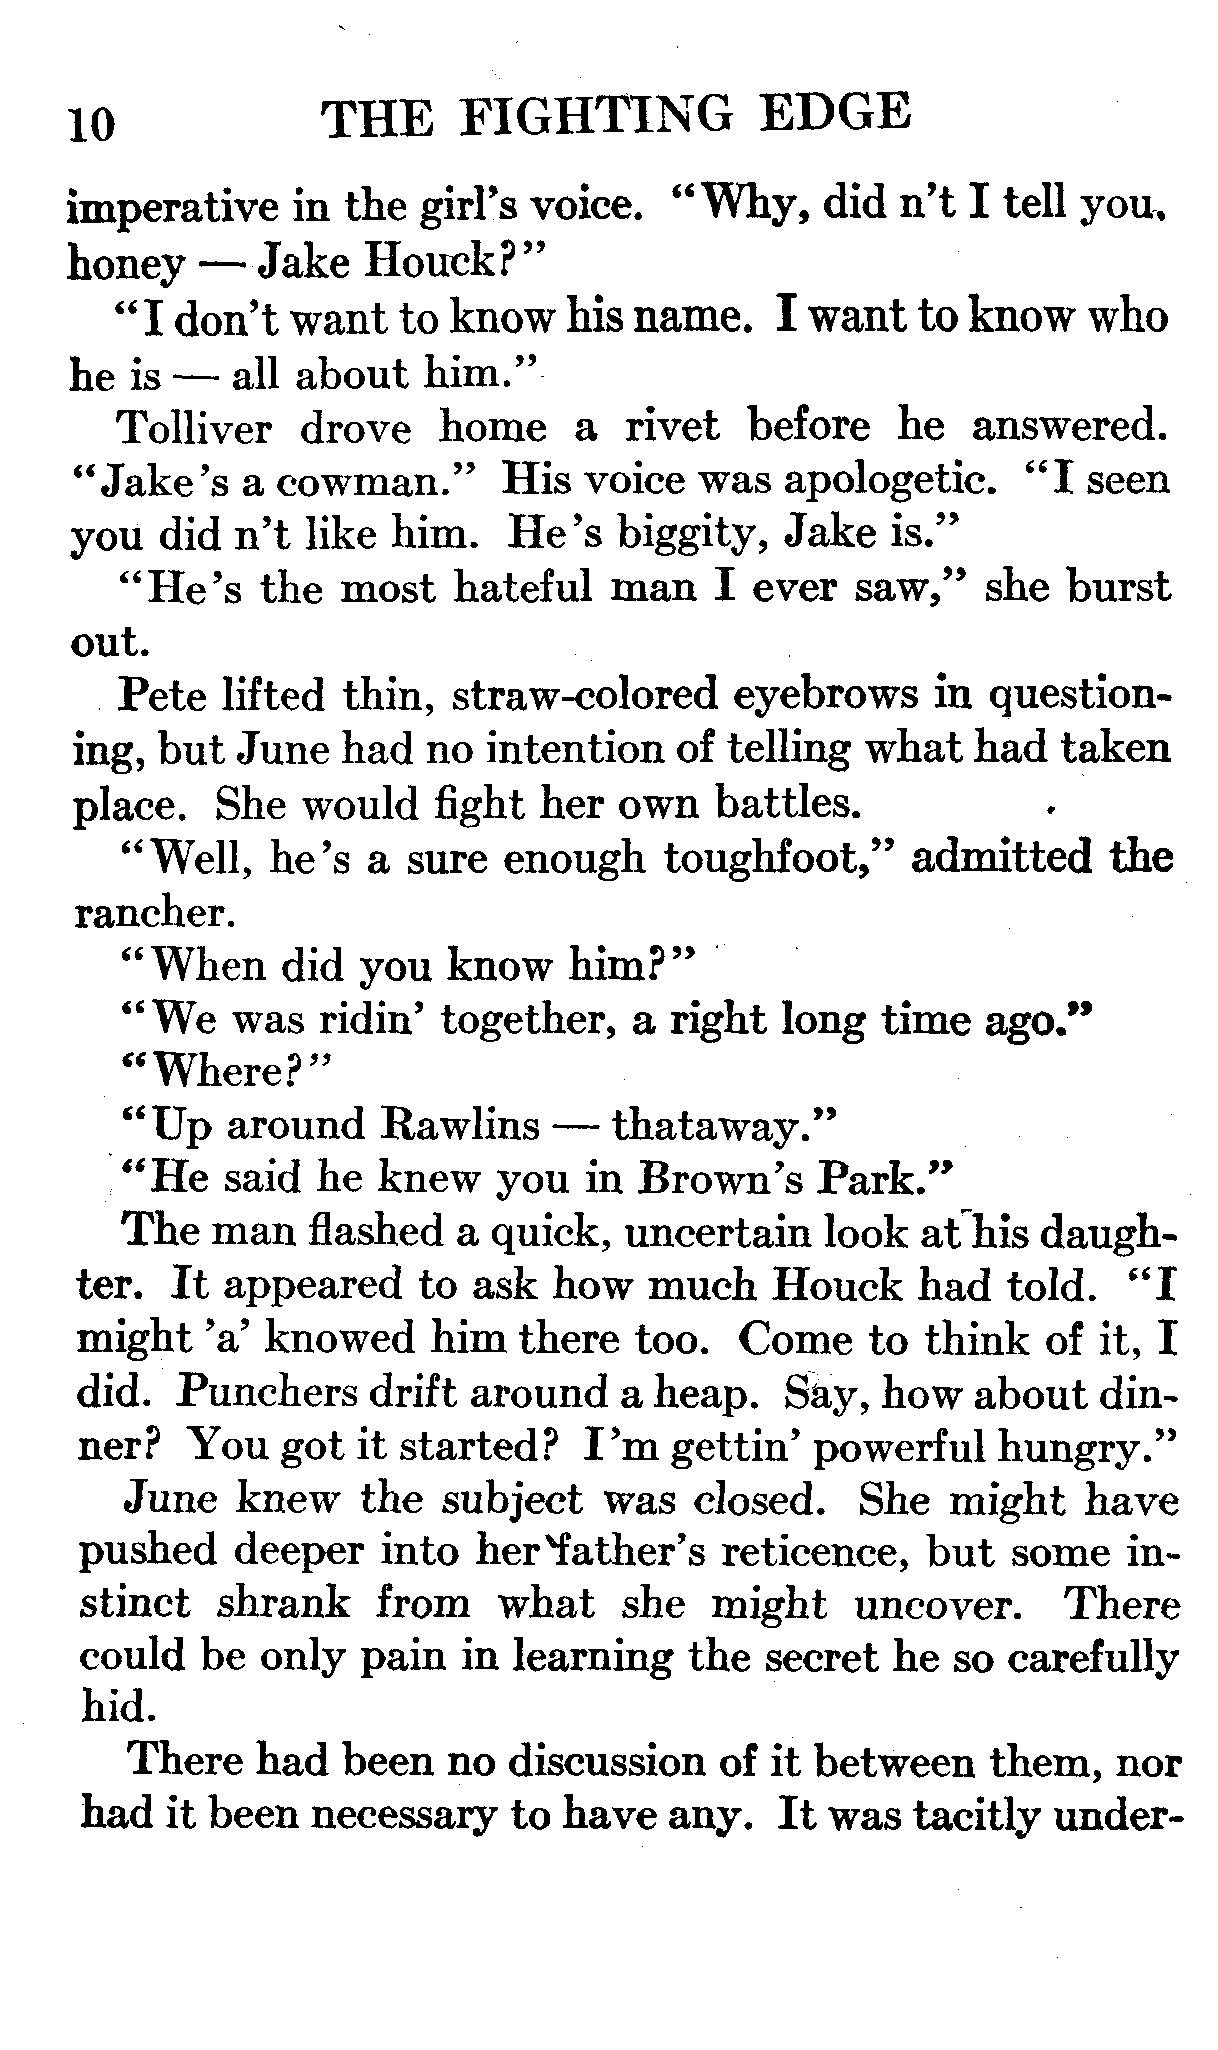 10 THE FIGHTING EDGE
imperative in the girl's voice. "Why, did n't I tell you,
honey — Jake Houck?"
"I don't want to know his name. I want to know who
he is — all about him."
Tolliver drove home a rivet before he answered.
"Jake's a cowman." His voice was apologetic. "I seen
you did n't like him. He's biggity, Jake is."
"He's the most hateful man I ever saw," she burst
out.
Pete lifted thin, straw-colored eyebrows in question-
ing, but June had no intention of telling what had taken
place. She would fight her own battles.
"Well, he's a sure enough toughfoot," admitted the
rancher.
"When did you know him?"
"We was ridin' together, a right long time ago."
"Where?"
"Up around Rawlins — thataway."
"He said he knew you in Brown's Park."
The man flashed a quick, uncertain look at his daugh-
ter. It appeared to ask how much Houck had told. "I
might 'a' knowed him there too. Come to think of it, I
did. Punchers drift around a heap. Say, how about din-
ner? You got it started? I'm gettin' powerful hungry."
June knew the subject was closed. She might have
pushed deeper into her father's reticence, but some in-
stinct shrank from what she might uncover. There
could be only pain in learning the secret he so carefully
hid.
There had been no discussion of it between them, nor
had it been necessary to have any. It was tacitly under-